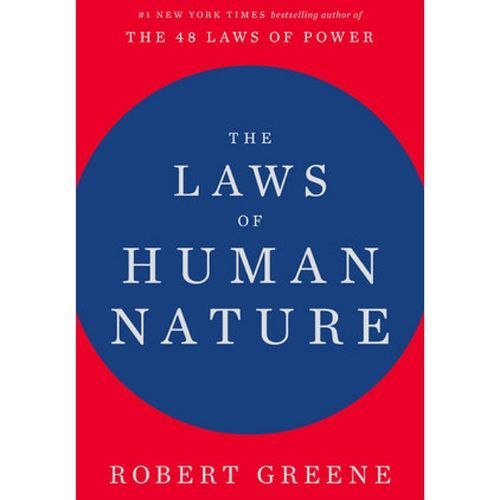 #1 NEW YORK TIMES bestselling author of
THE 48 LAWS OF POWER
THE
LAWS
OF
HUMAN
NATURE
ROBERT GREENE